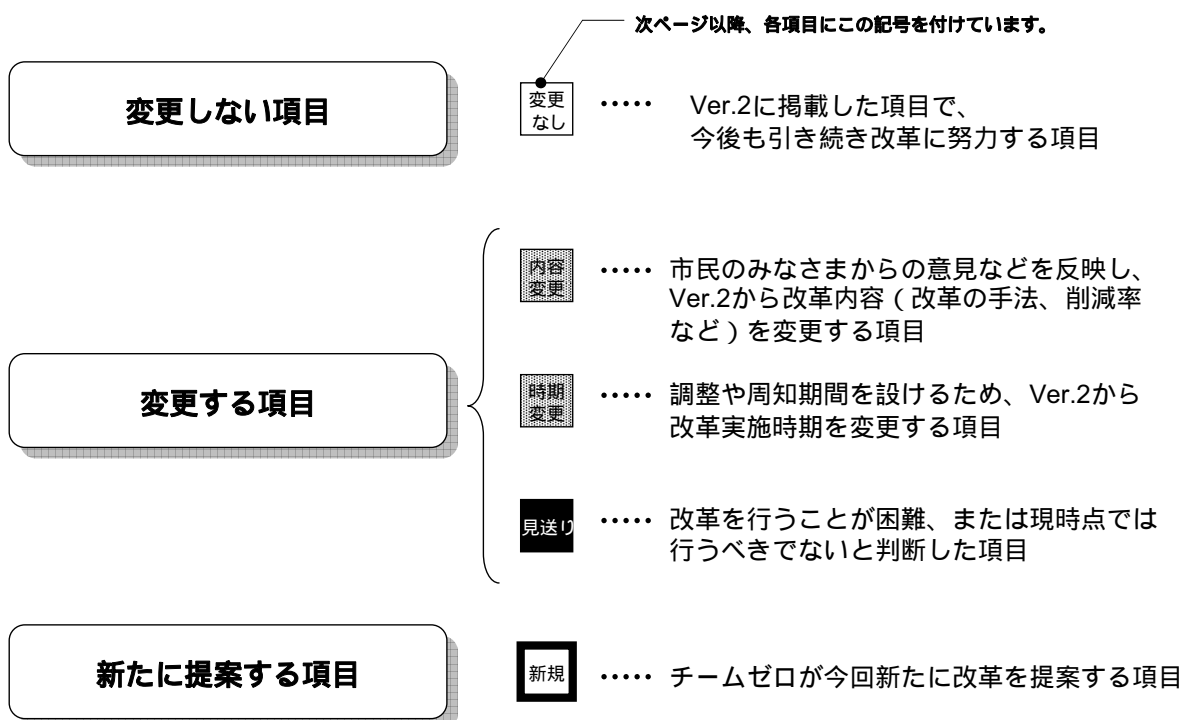 次ページ以降、各項目にこの記号を付けています。
変更しない項目
変更
なし
・・・・・ Ver.2に掲載した項目で、
今後も引き続き改革に努力する項目
変更する項目
内容
変更
・・・・・ 市民のみなさまからの意見などを反映し、
Ver.2から改革内容（改革の手法、削減率
など）を変更する項目
時期
変更
・・・・・ 調整や周知期間を設けるため、Ver.2から
改革実施時期を変更する項目
見送り
・・・・・ 改革を行うことが困難、または現時点では
行うべきでないと判断した項目
新たに提案する項目
新規
・・・・・ チームゼロが今回新たに改革を提案する項目